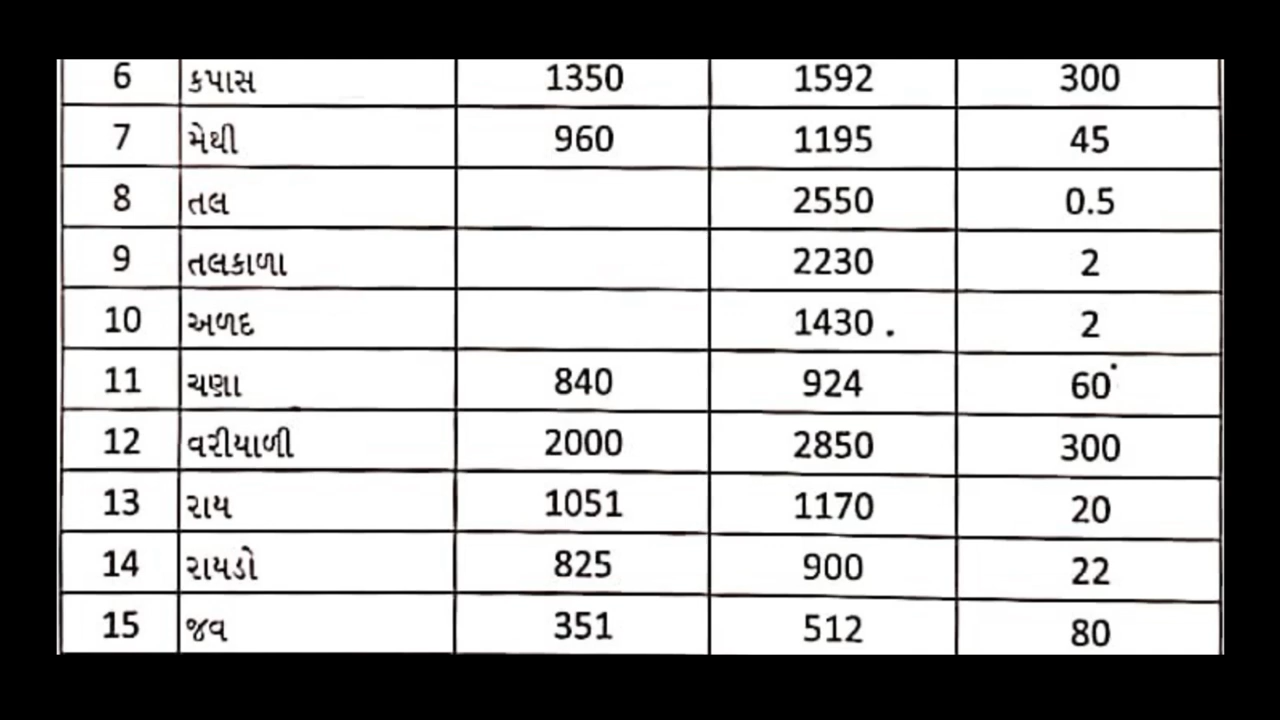 6 કપાસ 1350 1592 300
7 મેથી 960 1195 45
8 તલ 2550 0.5
9 તલકાળા 2230 2
10 અળદ 1430 . 2
11 ચણા 840 924 60
12 વરીયાળી 2000 2850 300
13 રાય 1051 1170 20
14 રાયડો 825 900 22
15 જવ 351 512 80